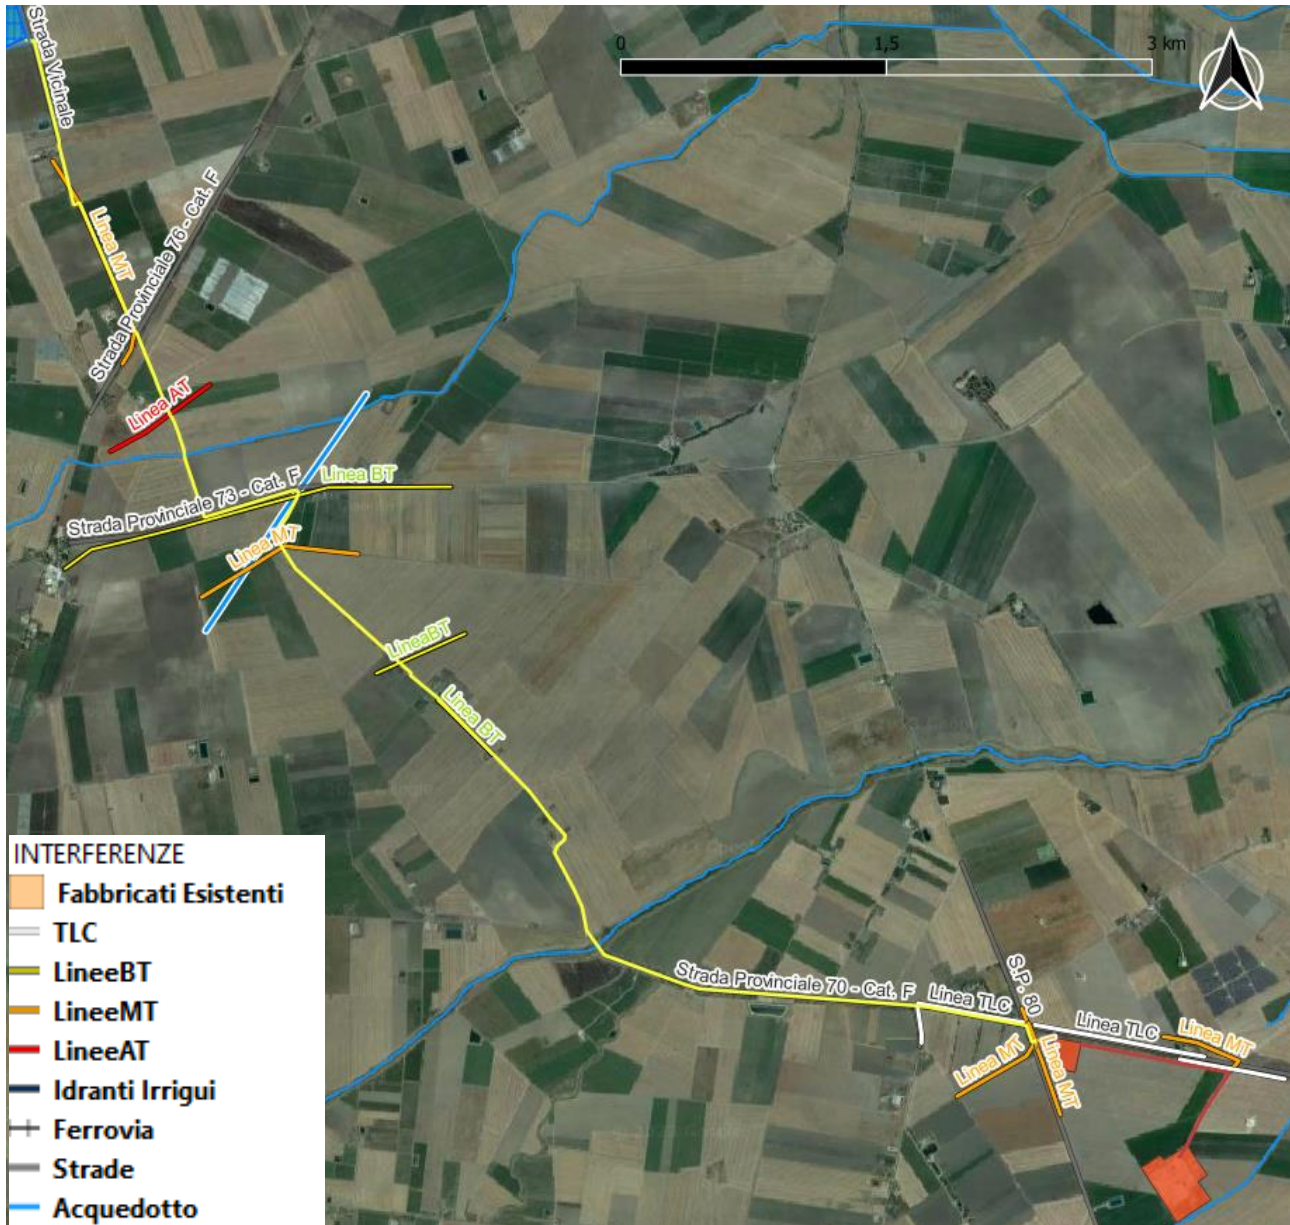 Strada Vicinale
0
1,5
3 km
Linea MT
Strada Provinciale 76 - Cat. F
Linea AT
Strada Provinciale 73 - Cat. F
Linea BT
Linea MT
LineaBT
Linea BT
Strada Provinciale 70 - Cat. F
Linea TLC
S.P. 80
Linea TLC
Linea MT
Linea MT
Linea MT
INTERFERENZE
Fabbricati Esistenti
TLC
LineeBT
LineeMT
LineeAT
Idranti Irrigui
Ferrovia
Strade
Acquedotto